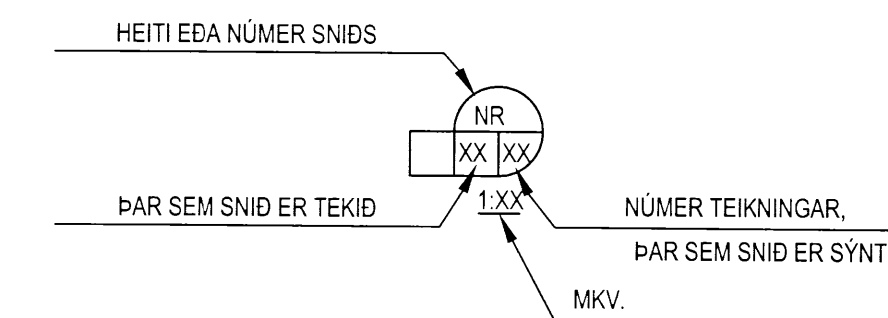 HEITI EÐA NÚMER SNIÐS
NR
XX XX
ÞAR SEM SNIÐ ER TEKIÐ
1:XX
NÚMER TEIKNINGAR,
ÞAR SEM SNIÐ ER SÝNT
MKV.